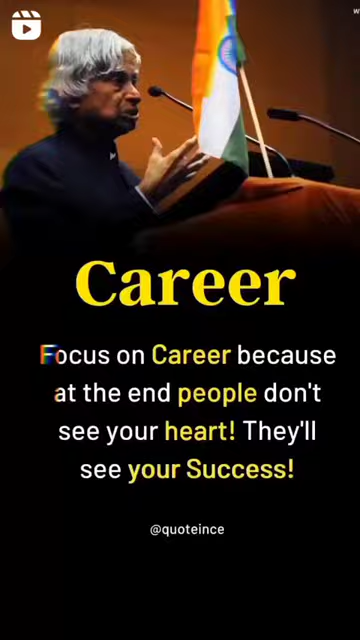 Career
Focus on Career because
at the end people don't
see your heart! They'll
see your Success!
@quoteince